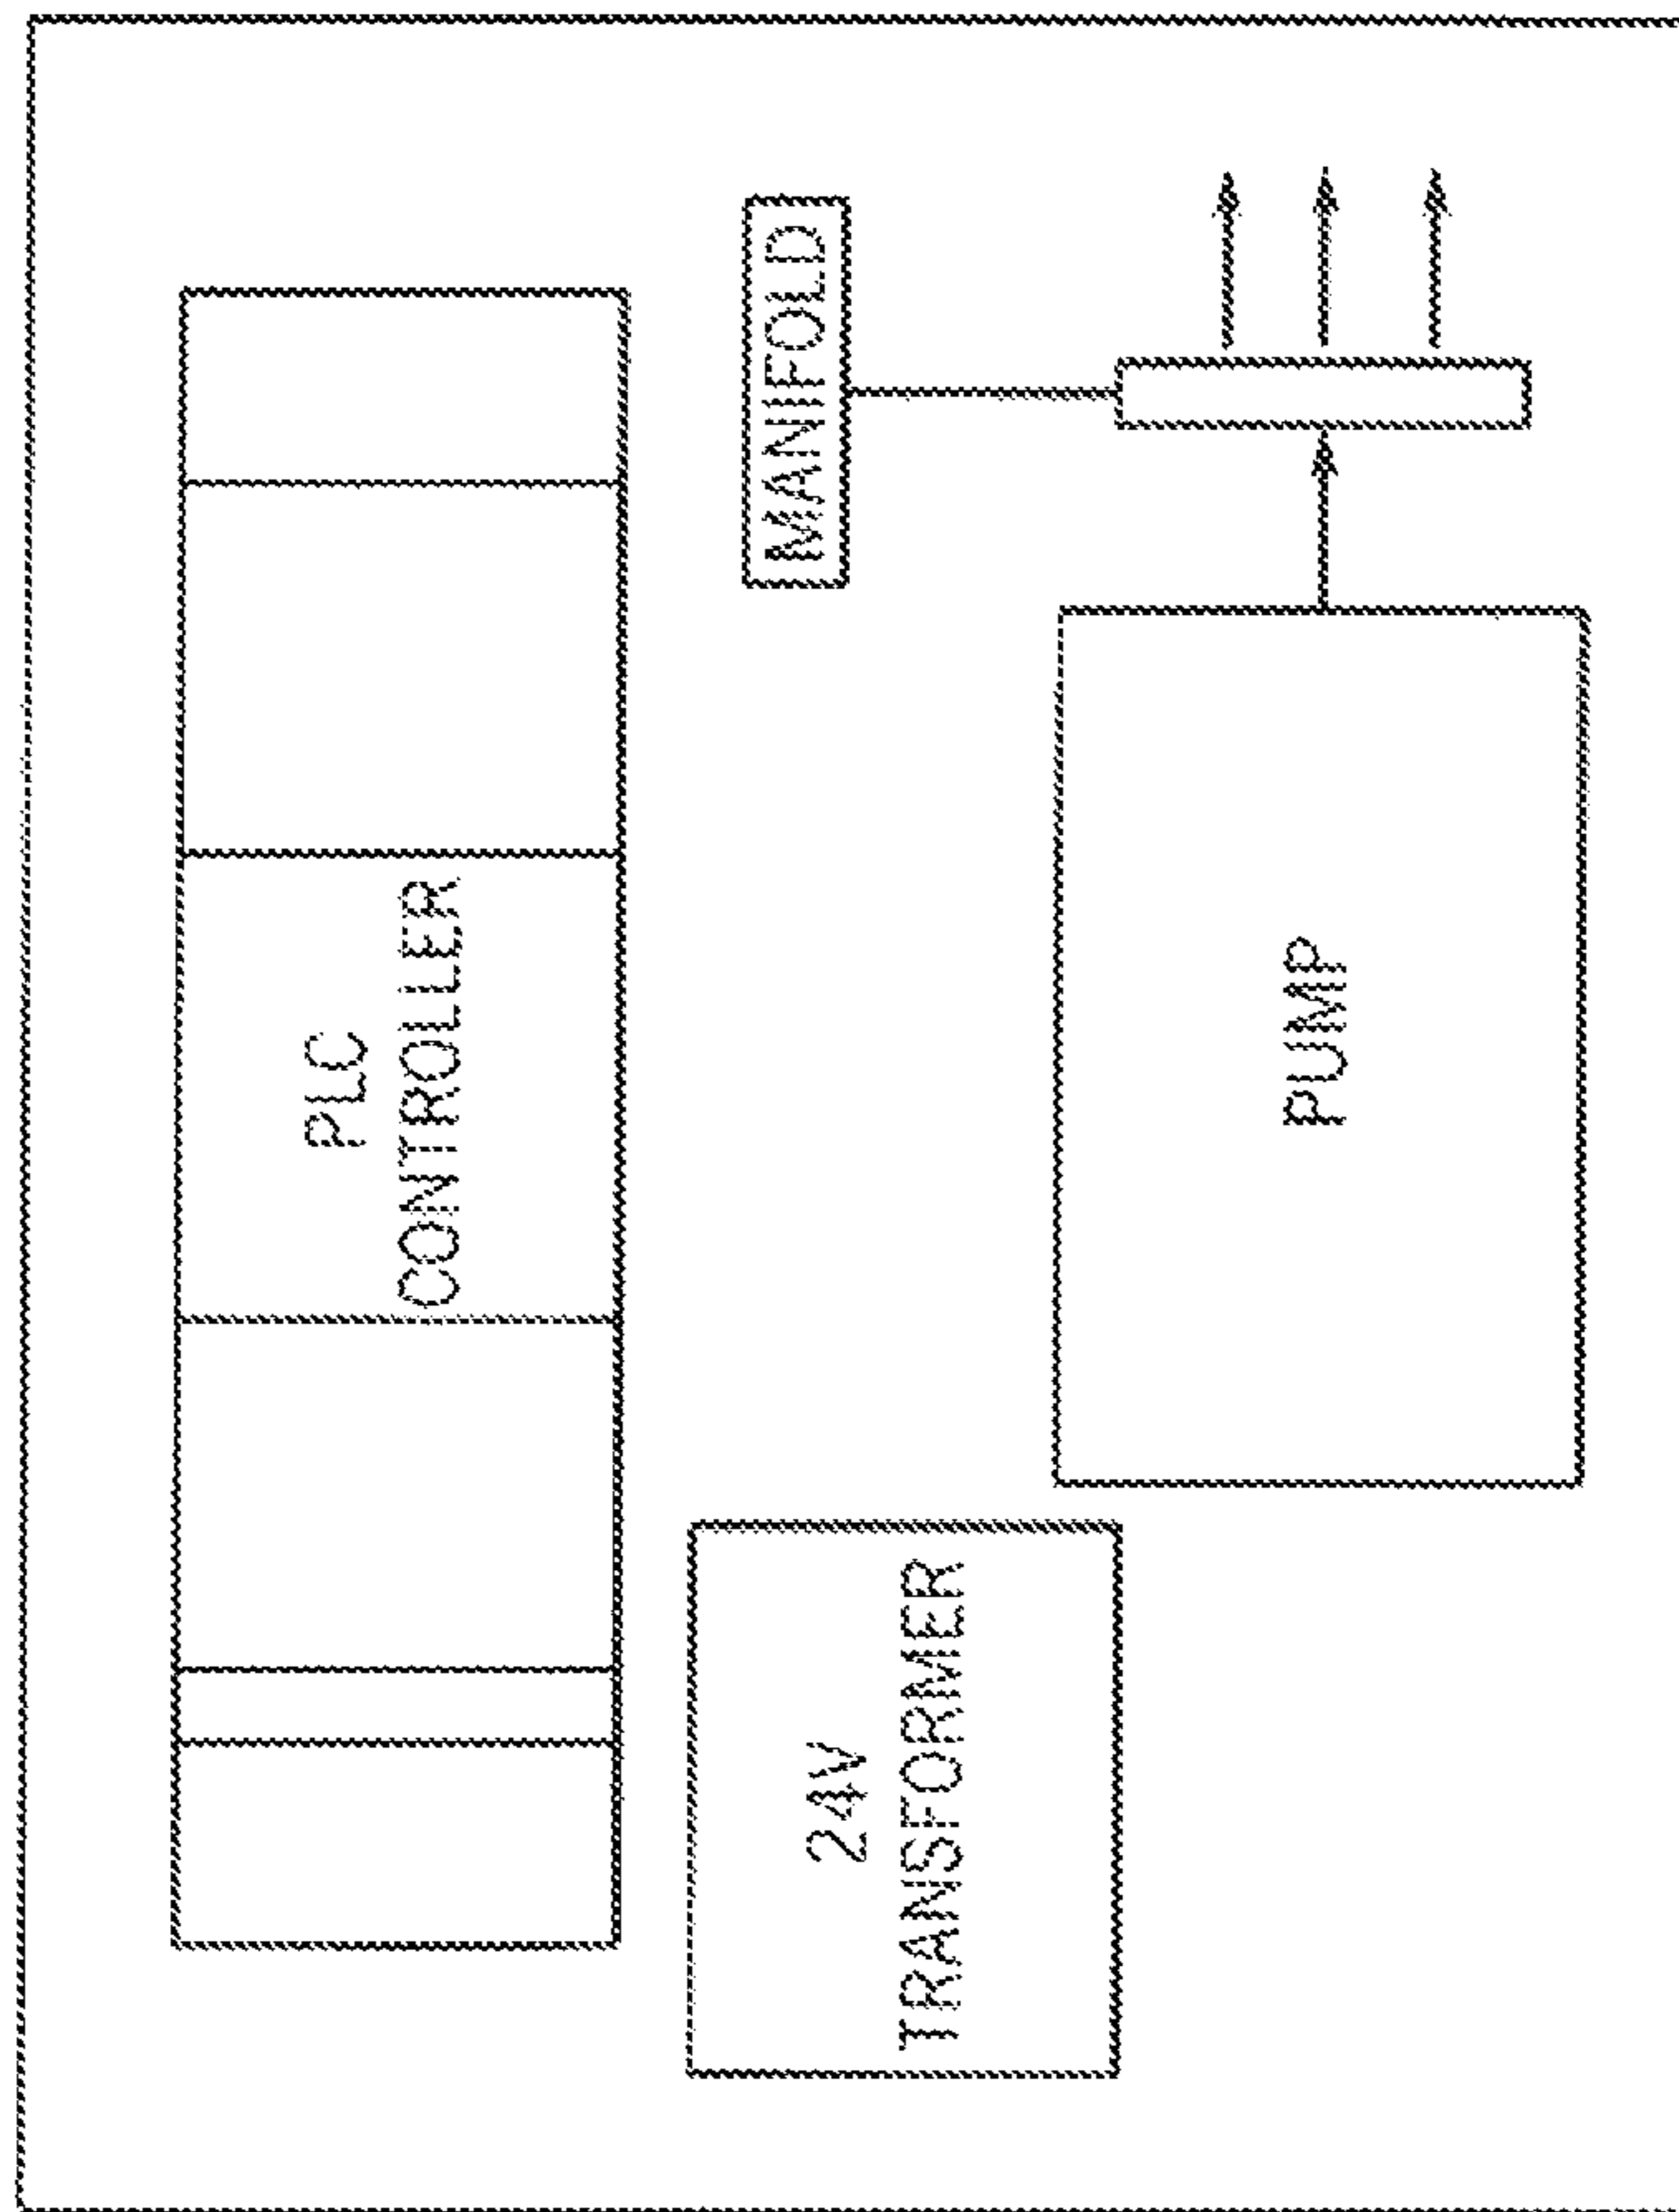 PLC
CONTROLLER
MANIFOLD
24V
TRANSFORMER
PUMP